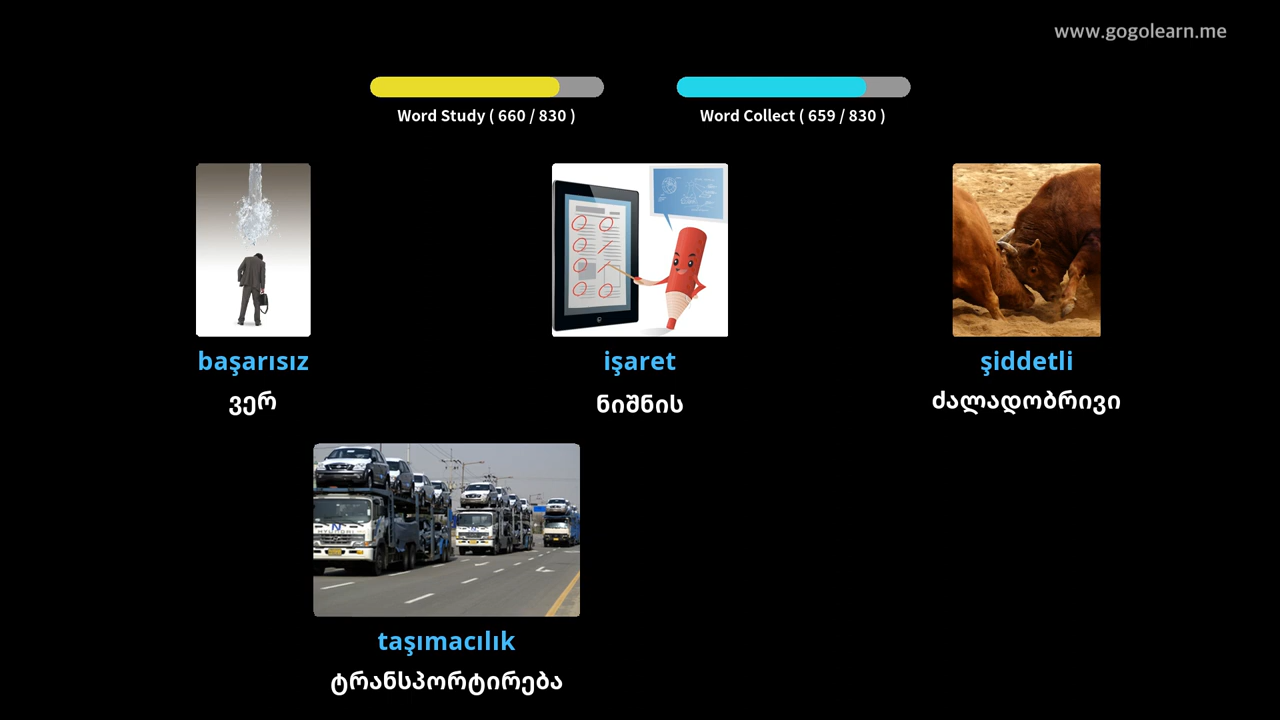 www.gogolearn.me
Word Study ( 660 / 830 )
Word Collect ( 659 / 830 )
başarısız
ვერ
işaret
ნიშნის
şiddetli
ძალადობრივი
taşımacılık
ტრანსპორტირება